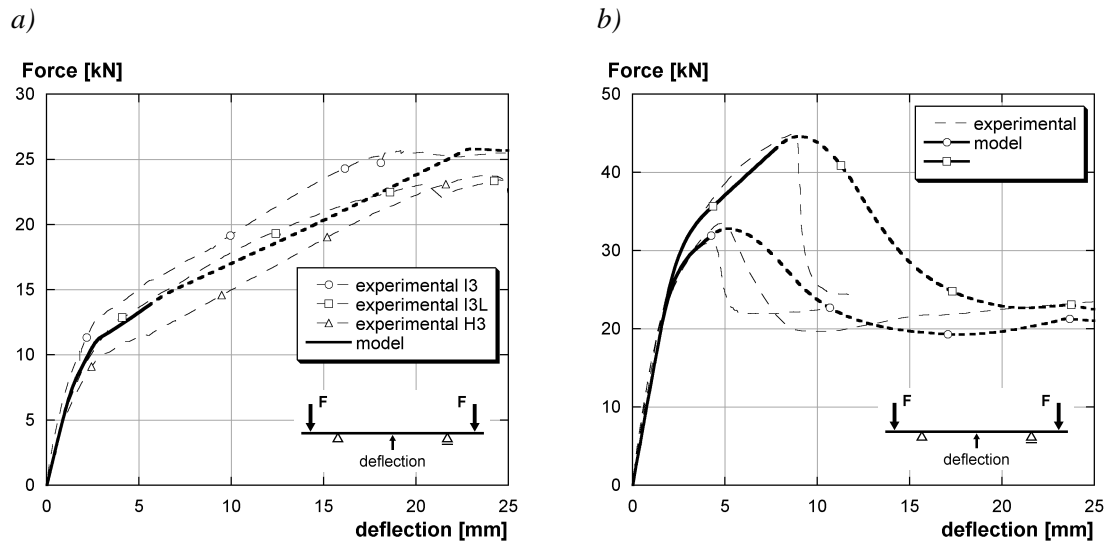 a)
Force [kN]
30
25
20
15
10
5
0
0
5
10
15
20
25
deflection [mm]
experimental I3
experimental I3L
experimental H3
model
F
F
deflection
b)
Force [kN]
50
40
30
20
10
0
0
5
10
15
20
25
deflection [mm]
experimental
model
F
F
deflection